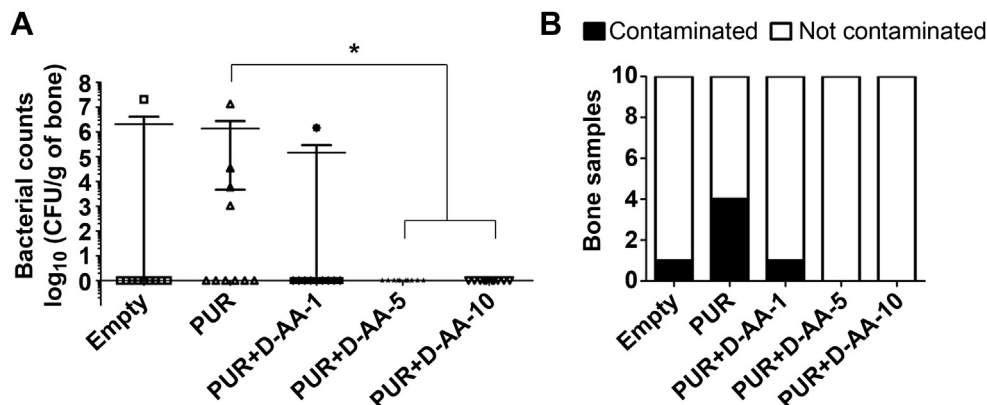 A
*
Bacterial counts
log₁₀ (CFU/g of bone)
8
7
6
5
4
3
2
1
0
Empty
PUR
PUR+D-AA-1
PUR+D-AA-5
PUR+D-AA-10
B
Contaminated Not contaminated
Bone samples
10
8
6
4
2
0
Empty
PUR
PUR+D-AA-1
PUR+D-AA-5
PUR+D-AA-10